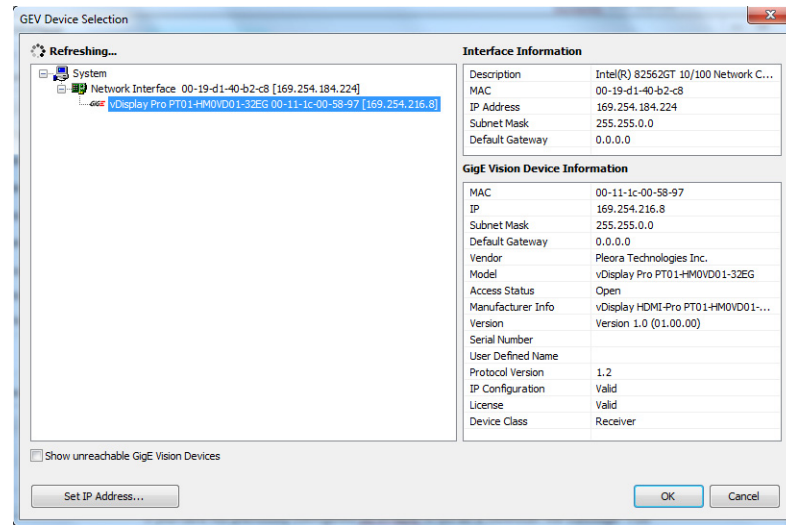 GEV Device Selection
Refreshing...
System
Network Interface 00-19-d1-40-b2-c8 [169.254.184.224]
GEV vDisplay Pro PT01-HM0VD01-32EG 00-11-1c-00-58-97 [169.254.216.8]
Interface Information
Description Intel(R) 82562GT 10/100 Network C...
MAC 00-19-d1-40-b2-c8
IP Address 169.254.184.224
Subnet Mask 255.255.0.0
Default Gateway 0.0.0.0
GigE Vision Device Information
MAC 00-11-1c-00-58-97
IP 169.254.216.8
Subnet Mask 255.255.0.0
Default Gateway 0.0.0.0
Vendor Pleora Technologies Inc.
Model vDisplay Pro PT01-HM0VD01-32EG
Access Status Open
Manufacturer Info vDisplay HDMI-Pro PT01-HM0VD01-...
Version Version 1.0 (01.00.00)
Serial Number
User Defined Name
Protocol Version 1.2
IP Configuration Valid
License Valid
Device Class Receiver
Show unreachable GigE Vision Devices
Set IP Address...
OK
Cancel